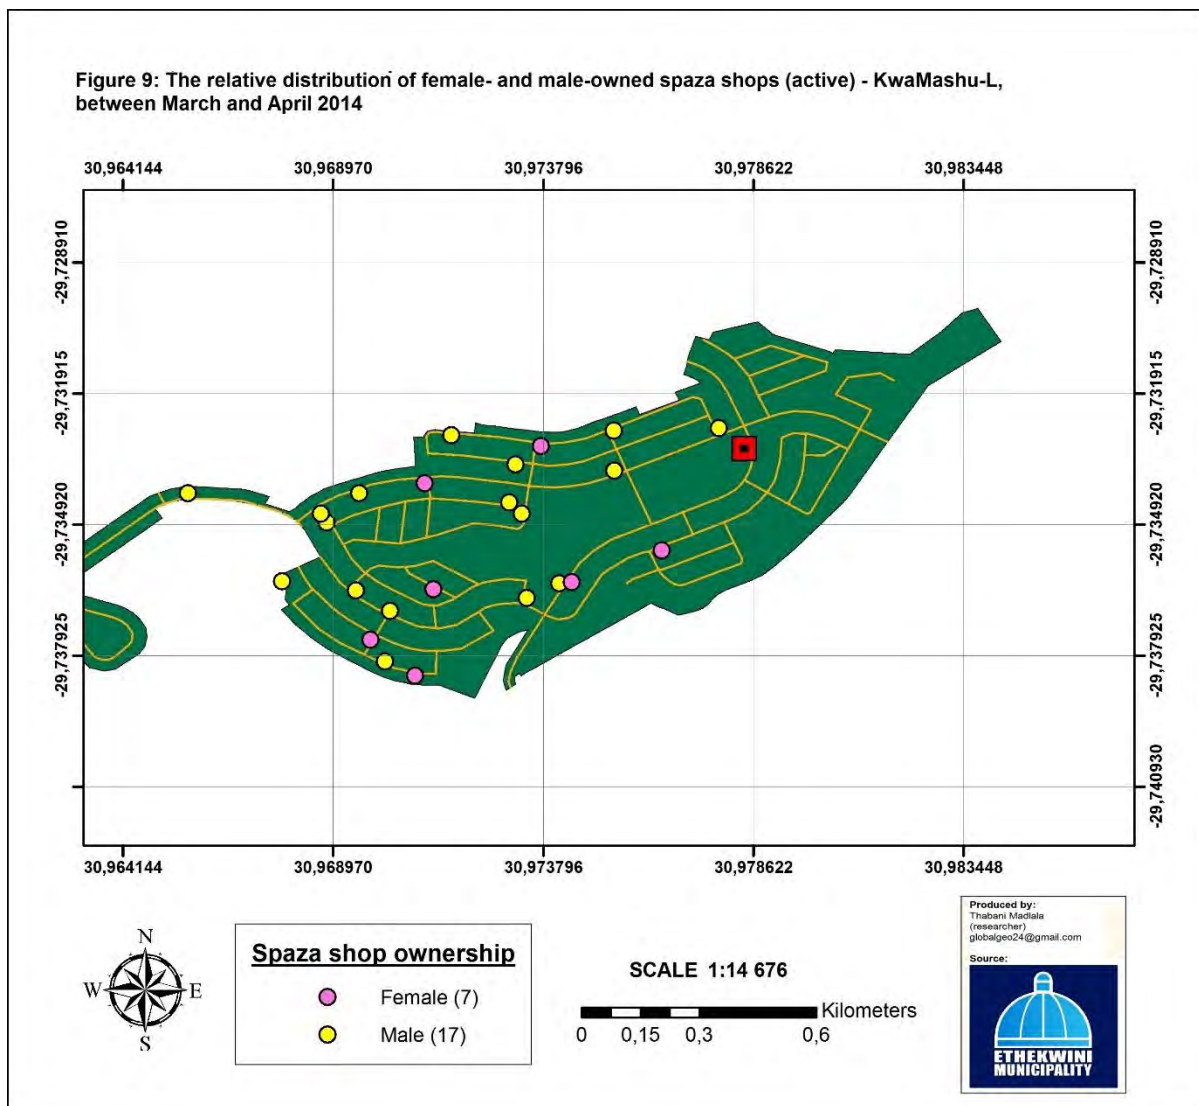 Figure 9: The relative distribution of female- and male-owned spaza shops (active) - KwaMashu-L,
between March and April 2014
30,964144 30,968970 30,973796 30,978622 30,983448
-29,728910 -29,728910
-29,731915 -29,731915
-29,734920 -29,734920
-29,737925 -29,737925
-29,740930
30,964144 30,968970 30,973796 30,978622 30,983448
N
W E
S
Spaza shop ownership
Female (7)
Male (17)
SCALE 1:14 676
Kilometers
0 0,15 0,3 0,6
Produced by:
Thabani Madlala
(researcher)
globalgeo24@gmail.com
Source:
ETHEKWINI
MUNICIPALITY